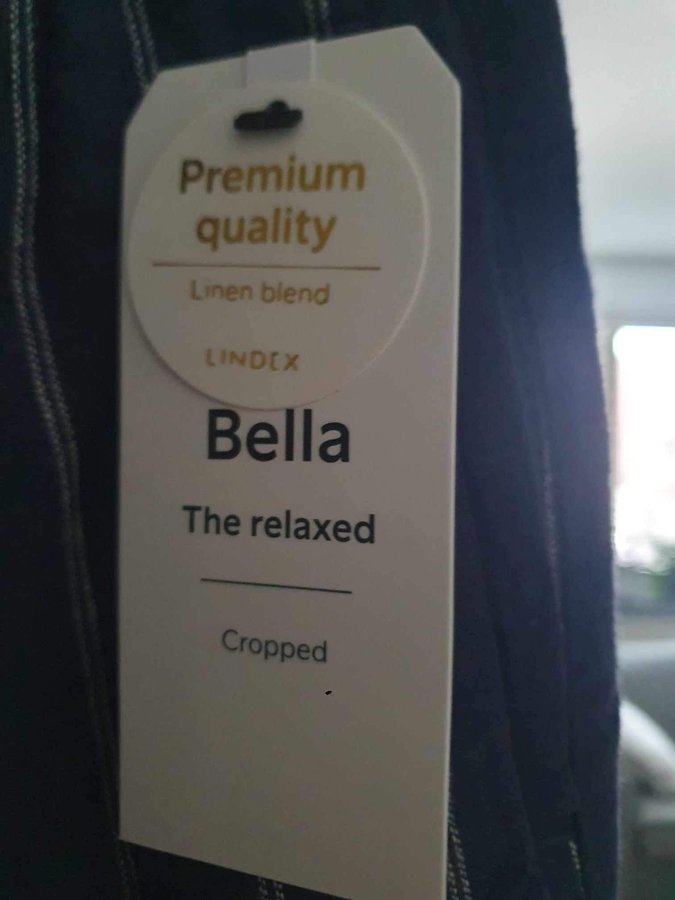 Premium
quality
Linen blend
LINDEX
Bella
The relaxed
Cropped